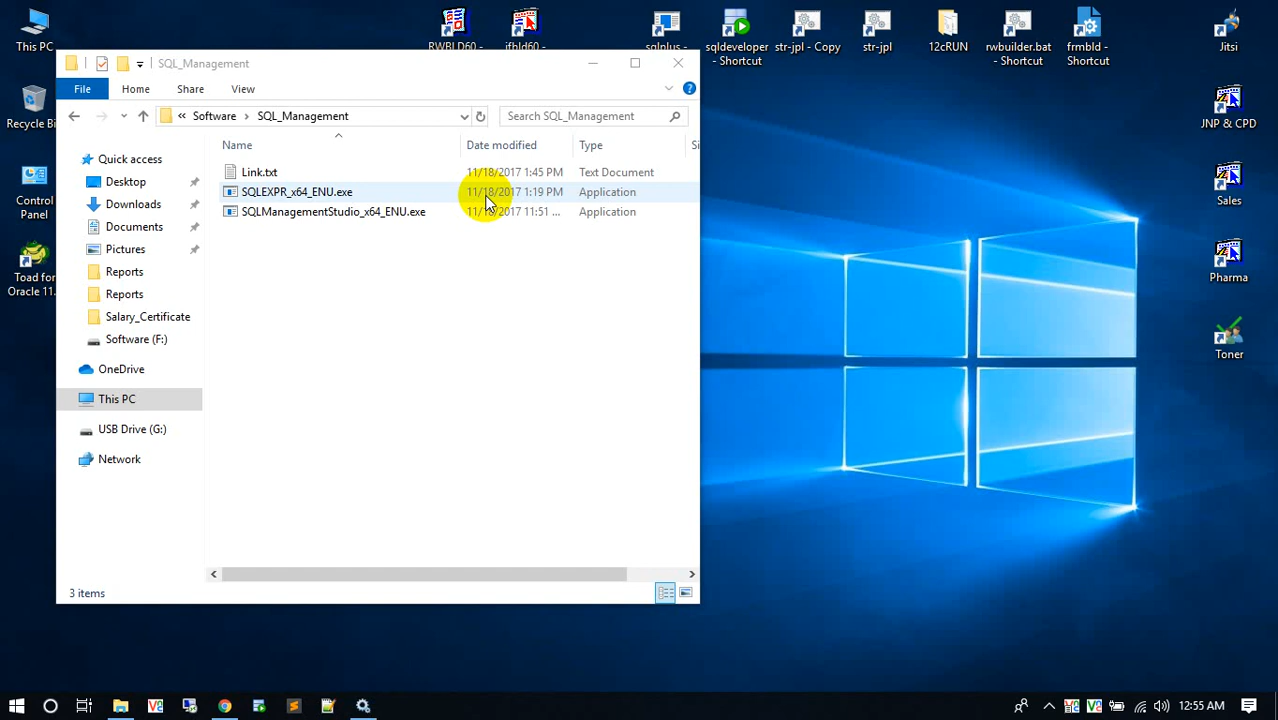 This PC
RWBLD60 -
ifbld60 -
sqlplus -
sqldeveloper
- Shortcut
str-jpl - Copy
str-jpl
12cRUN
rwbuilder.bat
- Shortcut
frmbld -
Shortcut
Jitsi
SQL_Management
File
Home
Share
View
Recycle Bi
« Software > SQL_Management
Search SQL_Management
JNP & CPD
Name
Date modified
Type
Si
Quick access
Link.txt
11/18/2017 1:45 PM
Text Document
Desktop
SQLEXPR_x64_ENU.exe
11/18/2017 1:19 PM
Application
Downloads
SQLManagementStudio_x64_ENU.exe
11/18/2017 11:51 ...
Application
Control
Panel
Sales
Documents
Pictures
Reports
Toad for
Oracle 11.
Pharma
Reports
Salary_Certificate
Software (F:)
Toner
OneDrive
This PC
USB Drive (G:)
Network
3 items
12:55 AM